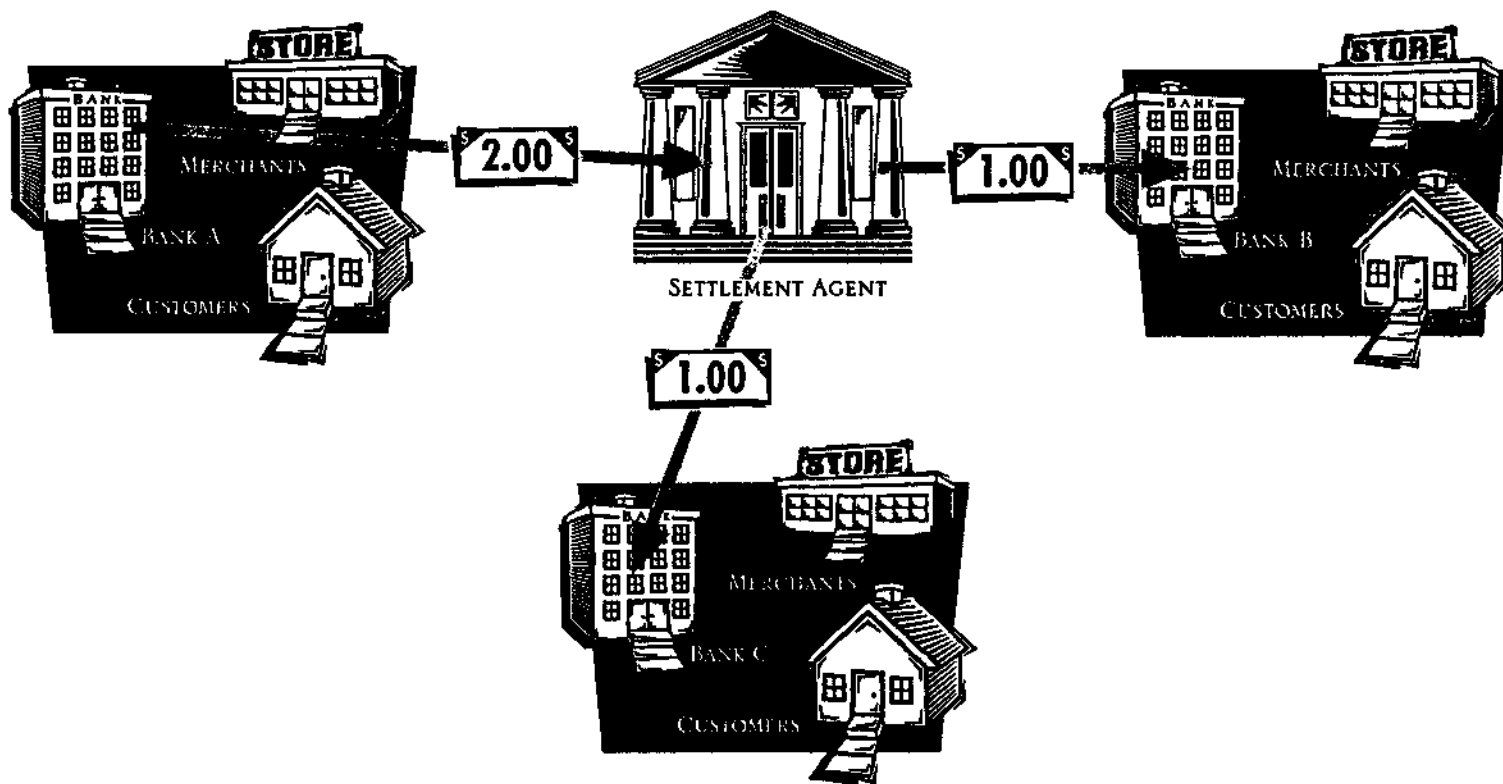 STORE
BANK
MERCHANTS
BANK A
CUSTOMERS
$ 2.00 $
SETTLEMENT AGENT
$ 1.00 $
STORE
BANK
MERCHANTS
BANK B
CUSTOMERS
$ 1.00 $
STORE
BANK
MERCHANTS
BANK C
CUSTOMERS